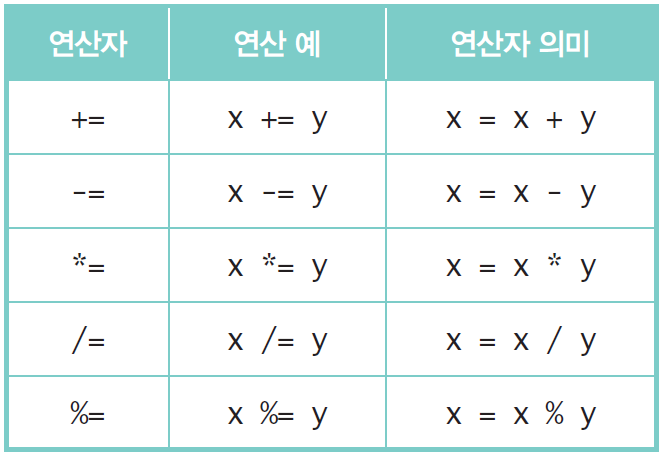 연산자 연산 예 연산자 의미
+= x += y x = x + y
-= x -= y x = x - y
*= x *= y x = x * y
/= x /= y x = x / y
%= x %= y x = x % y